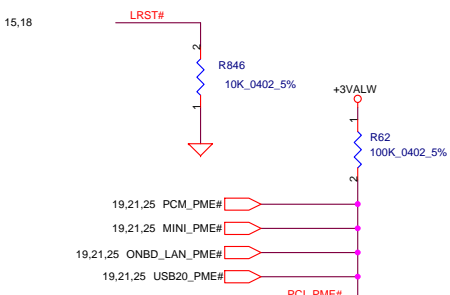 15,18
LRST#
2
R846
10K_0402_5%
1
+3VALW
1
R62
100K_0402_5%
2
19,21,25 PCM_PME#
19,21,25 MINI_PME#
19,21,25 ONBD_LAN_PME#
19,21,25 USB20_PME#
PCI_PME#